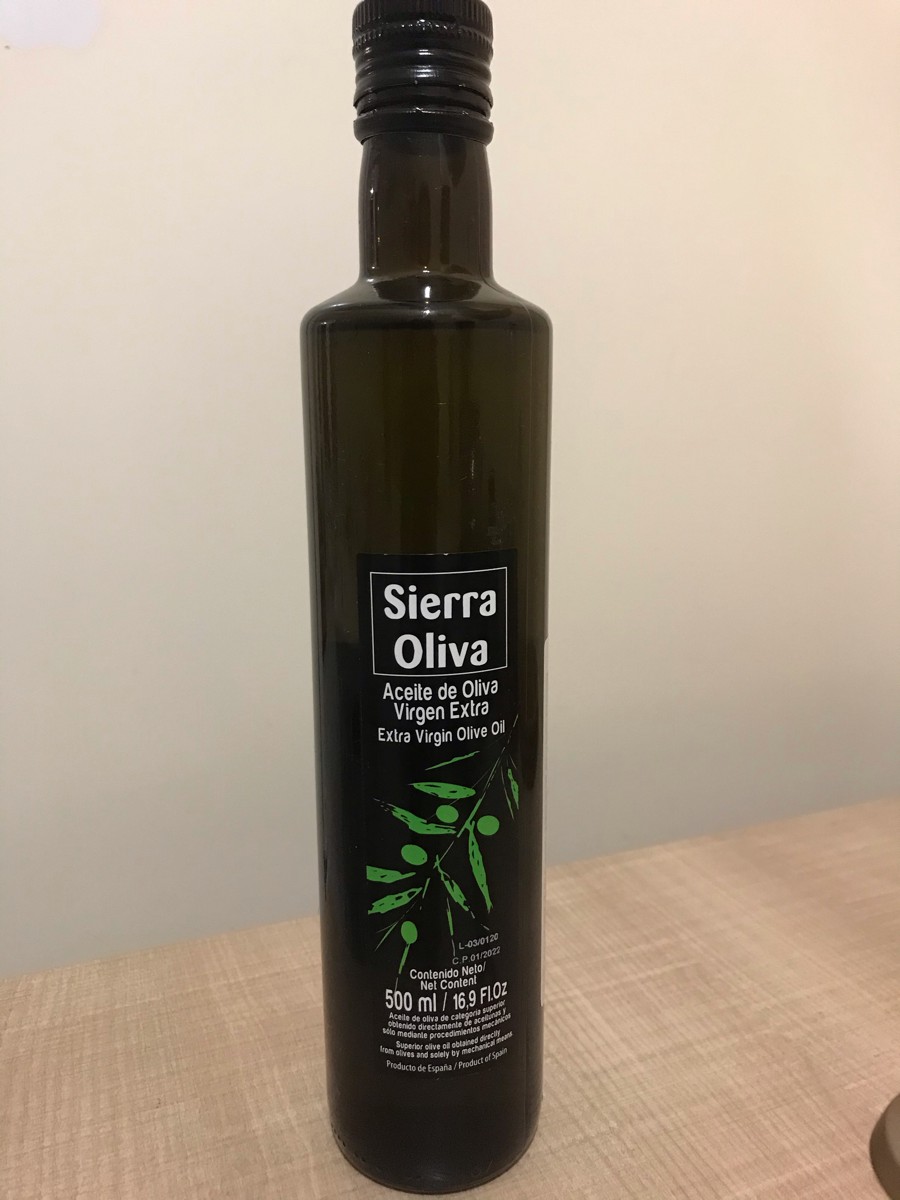 Sierra
Oliva
Aceite de Oliva
Virgen Extra
Extra Virgin Olive Oil
L-03/0120
C.P.01/2022
Contenido Neto/
Net Content
500 ml / 16,9 Fl.Oz
Aceite de oliva de categoría superior
obtenido directamente de aceitunas y
sólo mediante procedimientos mecánicos
Superior olive oil obtained direclty
from olives and solely by mechanical means
Producto de España / Product of Spain